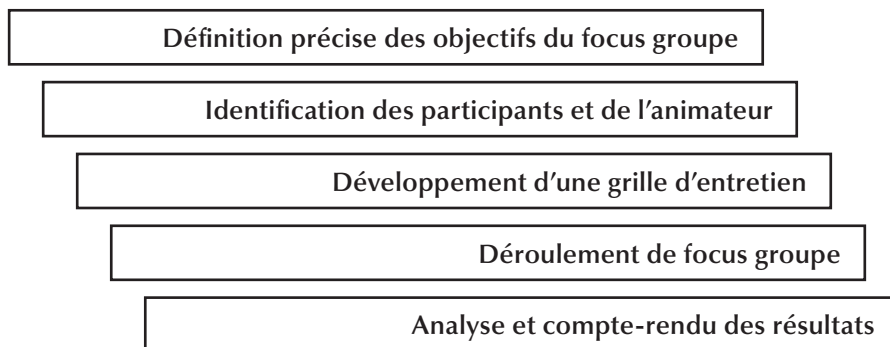 Définition précise des objectifs du focus groupe
Identification des participants et de l’animateur
Développement d’une grille d’entretien
Déroulement de focus groupe
Analyse et compte-rendu des résultats